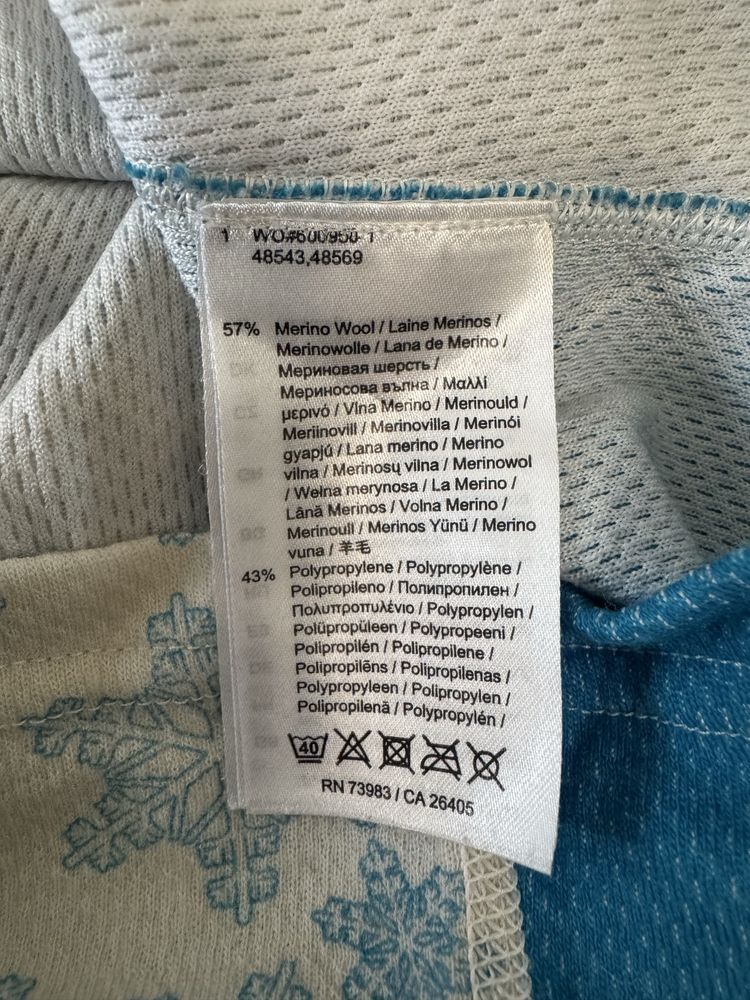 1 WO#600950-1
48543,48569
57% Merino Wool / Laine Merinos /
Merinowolle / Lana de Merino /
Мериновая шерсть /
Мериносова вълна / Μαλλί
μερινό / Vlna Merino / Merinould /
Meriinovill / Merinovilla / Merinói
gyapjú / Lana merino / Merino
vilna / Merinosų vilna / Merinowol
/ Wełna merynosa / La Merino /
Lână Merinos / Volna Merino /
Merinoull / Merinos Yünü / Merino
vuna / 羊毛
43% Polypropylene / Polypropylène /
Polipropileno / Полипропилен /
Πολυπροπυλένιο / Polypropylen /
Polüpropüleen / Polypropeeni /
Polipropilén / Polipropilene /
Polipropilēns / Polipropilenas /
Polypropyleen / Polipropylen /
Polipropilenă / Polypropylén /
40
RN 73983 / CA 26405